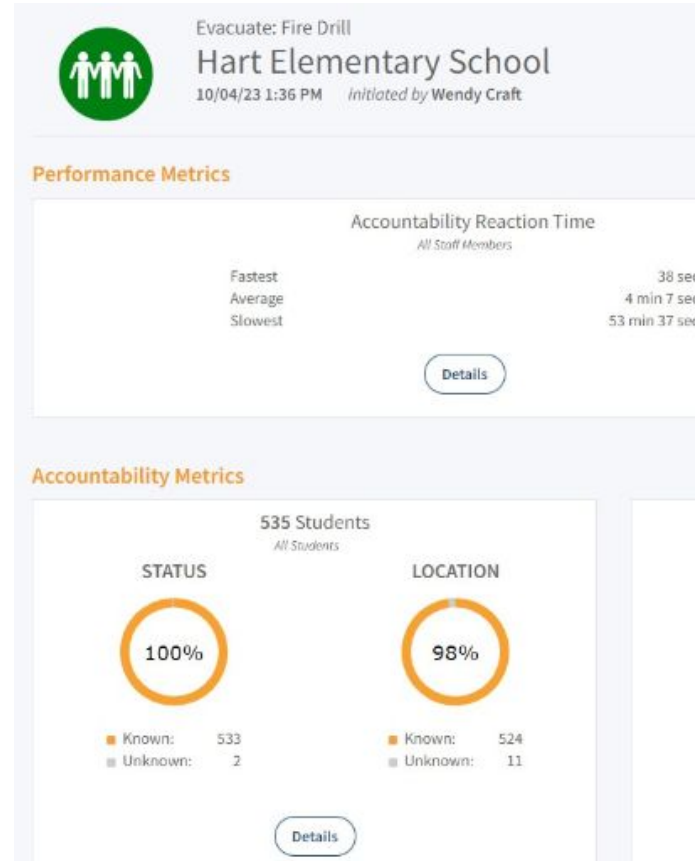 Evacuate: Fire Drill
Hart Elementary School
10/04/23 1:36 PM initiated by Wendy Craft
Performance Metrics
Accountability Reaction Time
All Staff Members
Fastest 38 sec
Average 4 min 7 sec
Slowest 53 min 37 sec
Details
Accountability Metrics
535 Students
All Students
STATUS LOCATION
100% 98%
Known: 533 Known: 524
Unknown: 2 Unknown: 11
Details